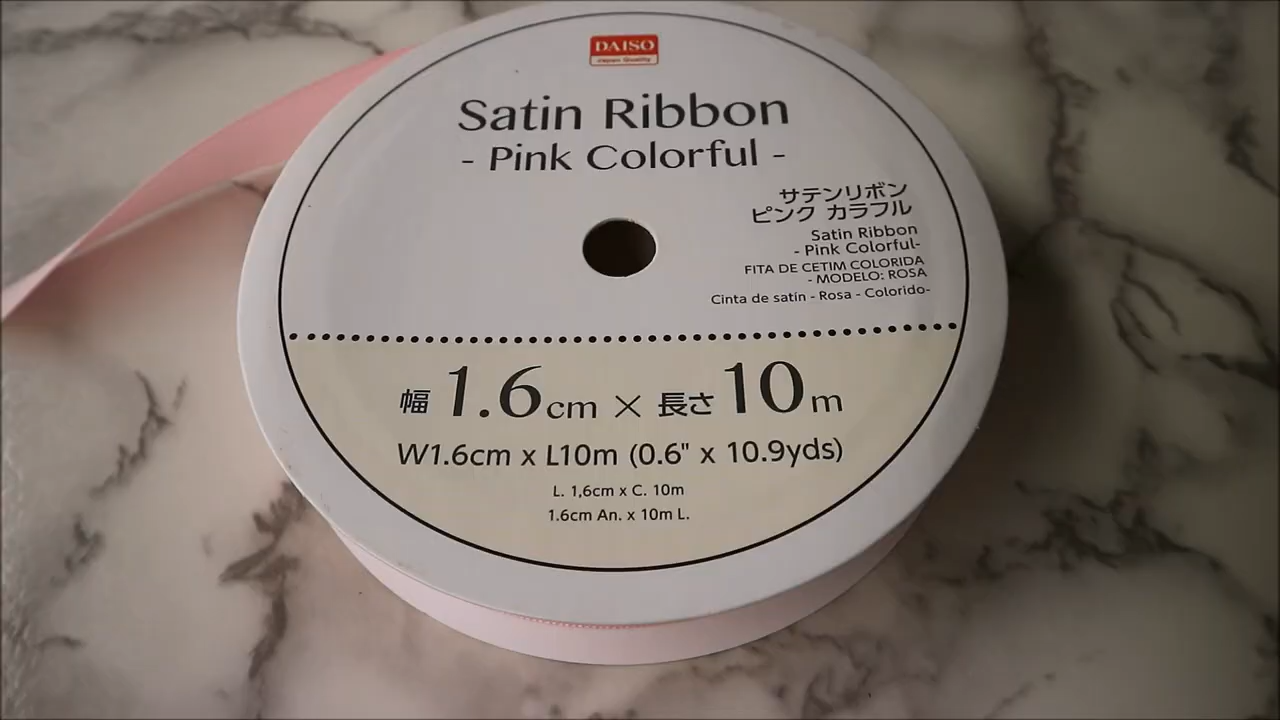 DAISO
Japan Quality
Satin Ribbon
- Pink Colorful -
サテンリボン
ピンク カラフル
Satin Ribbon
- Pink Colorful-
FITA DE CETIM COLORIDA
- MODELO: ROSA
Cinta de satín - Rosa - Colorido-
幅 1.6cm × 長さ 10m
W1.6cm x L10m (0.6" x 10.9yds)
L. 1,6cm x C. 10m
1.6cm An. x 10m L.